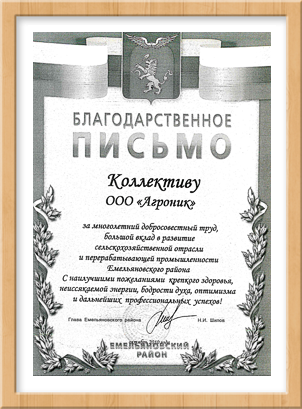 БЛАГОДАРСТВЕННОЕ
ПИСЬМО
Коллективу
ООО «Агроник»
за многолетний добросовестный труд,
большой вклад в развитие
сельскохозяйственной отрасли
и перерабатывающей промышленности
Емельяновского района
С наилучшими пожеланиями крепкого здоровья,
неиссякаемой энергии, бодрости духа, оптимизма
и дальнейших профессиональных успехов!
Глава Емельяновского района Н.И. Шипов
ЕМЕЛЬЯНОВСКИЙ
РАЙОН